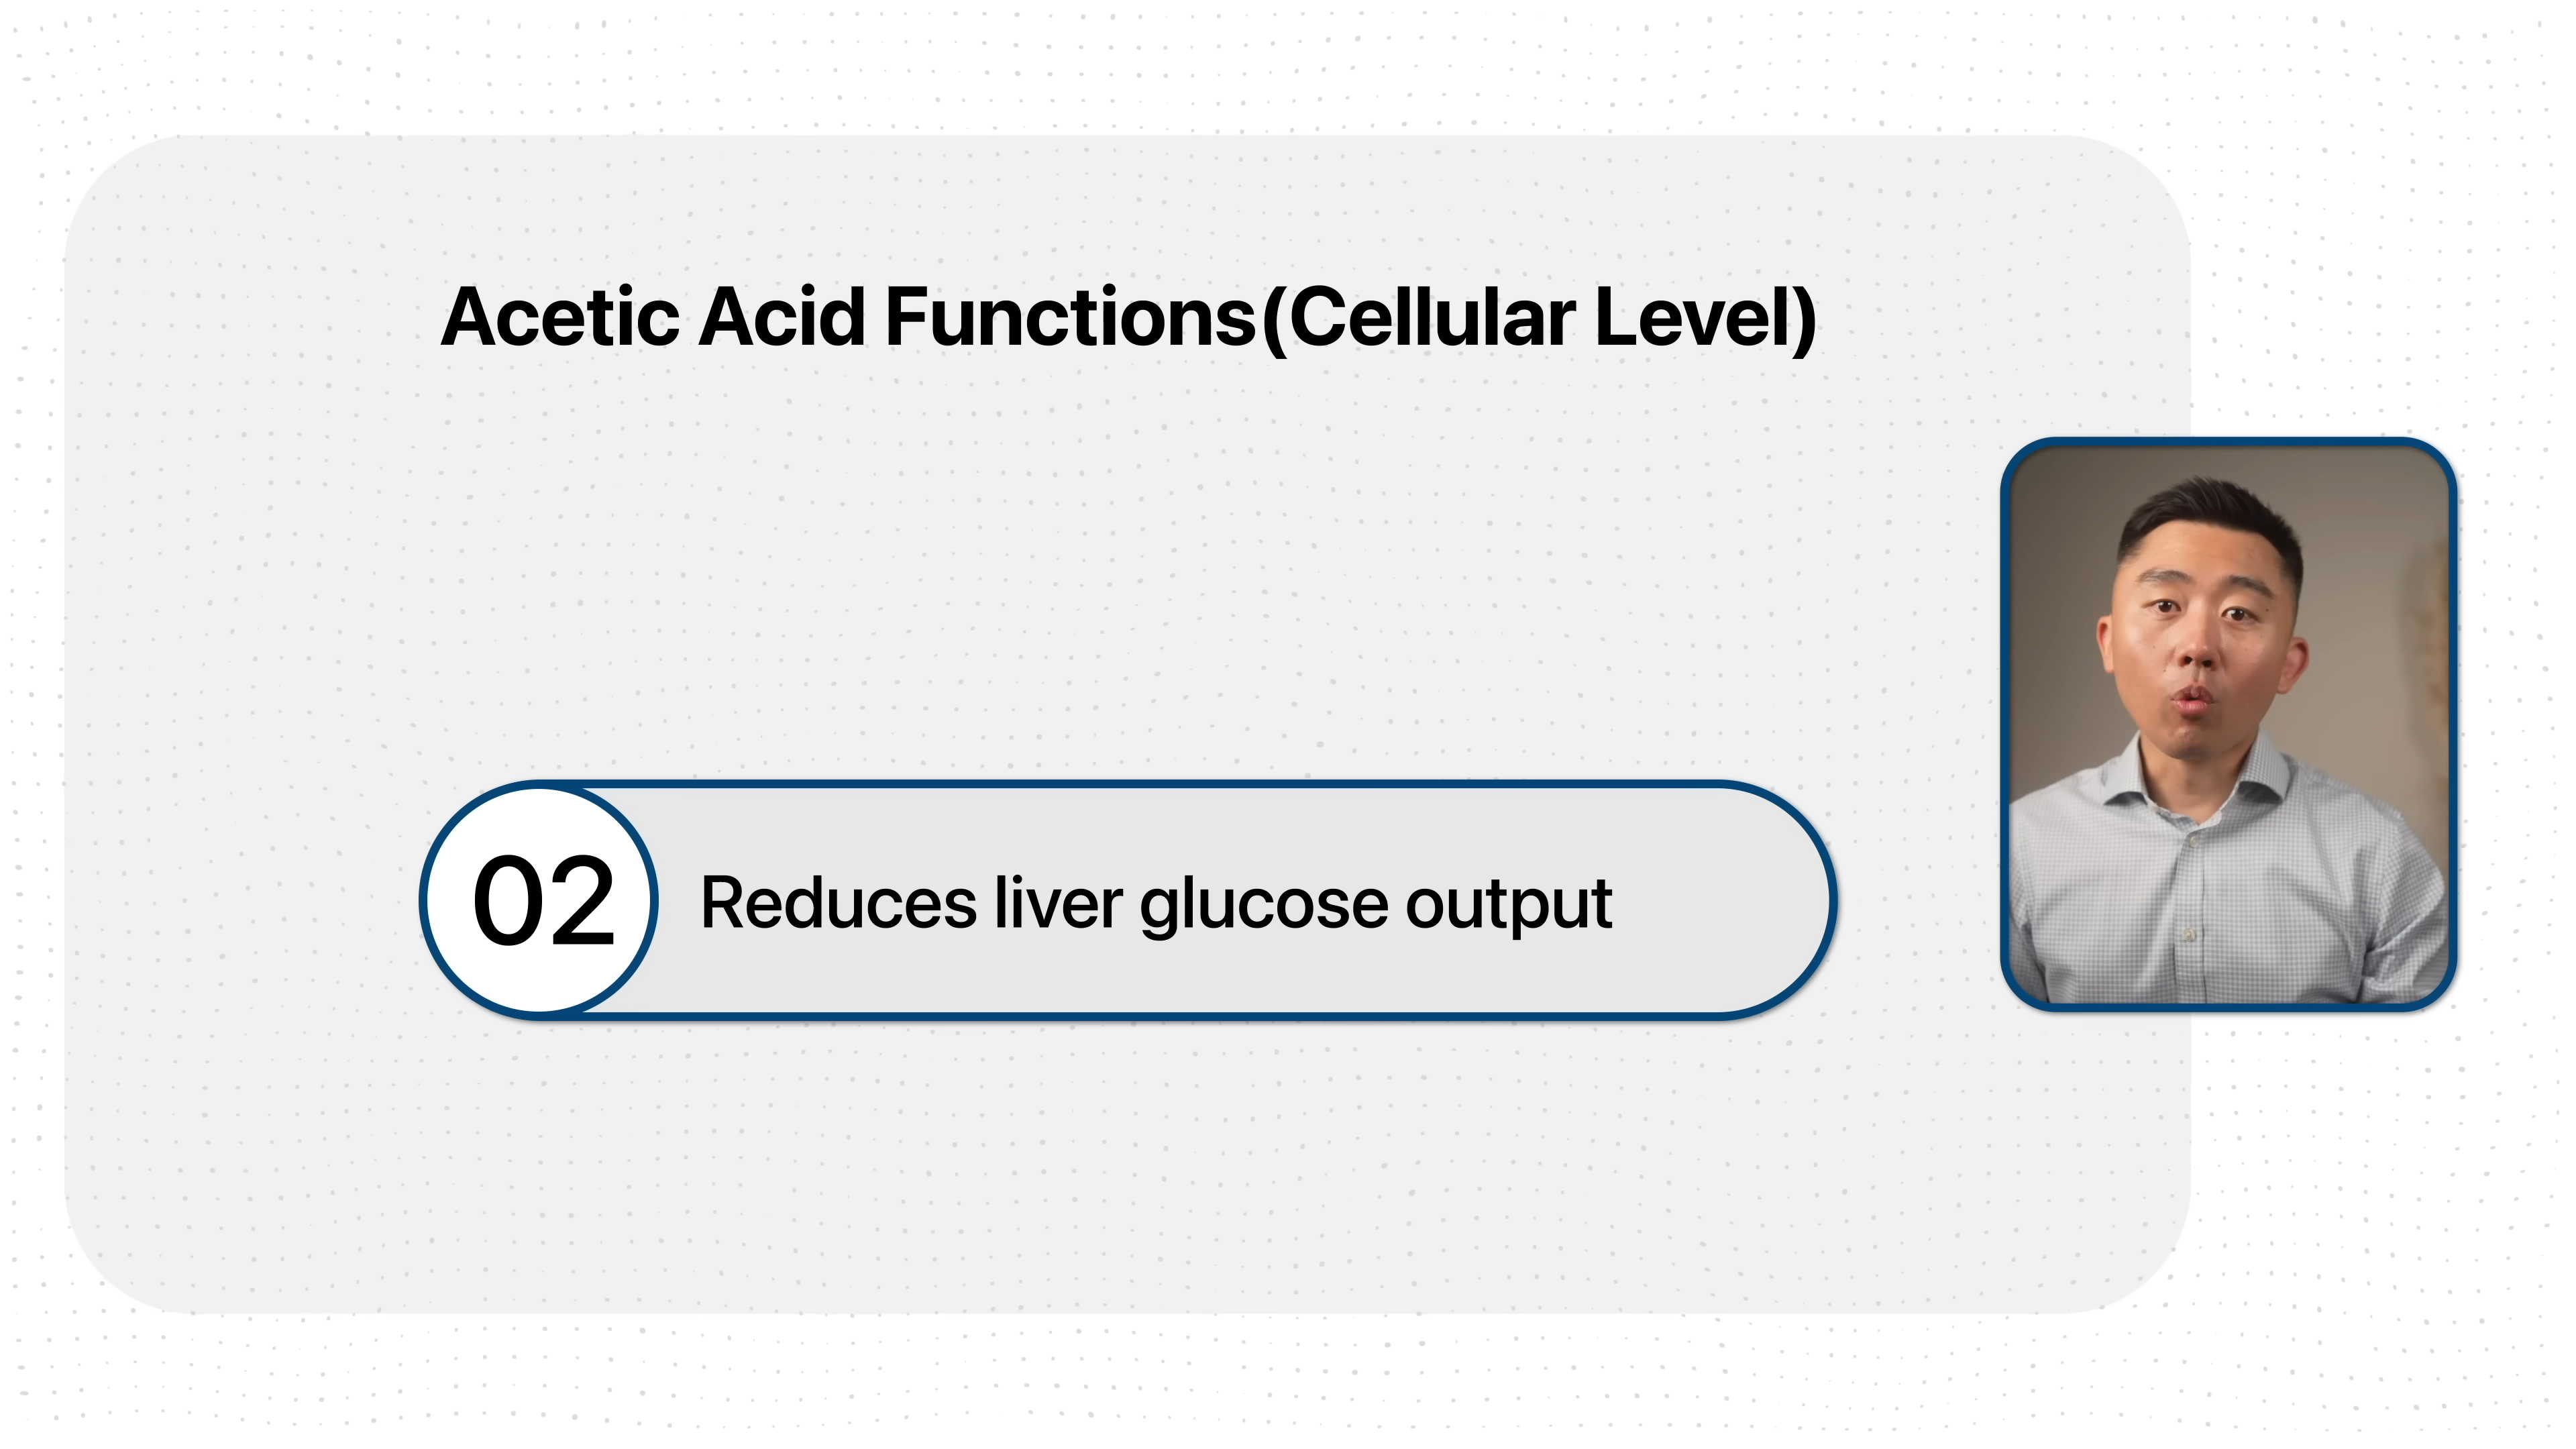 Acetic Acid Functions(Cellular Level)
02 Reduces liver glucose output